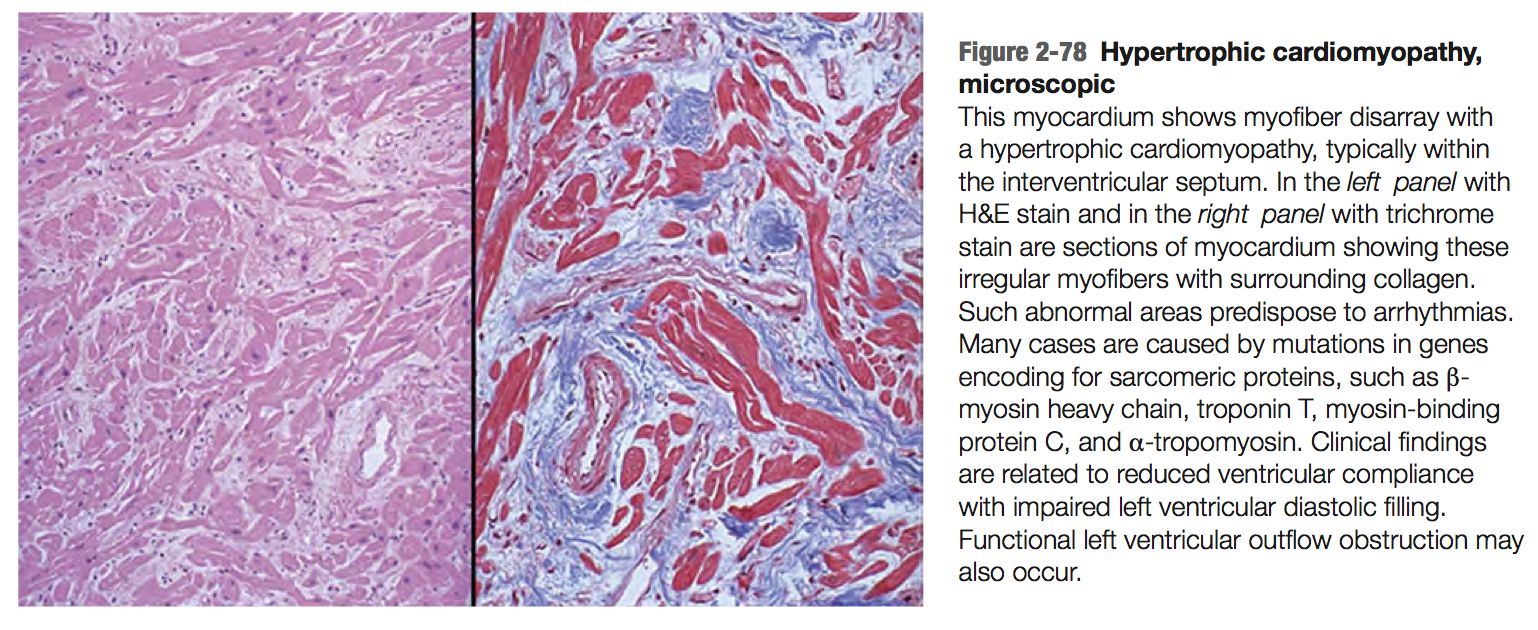 Figure 2-78 Hypertrophic cardiomyopathy,
microscopic
This myocardium shows myofiber disarray with
a hypertrophic cardiomyopathy, typically within
the interventricular septum. In the left panel with
H&E stain and in the right panel with trichrome
stain are sections of myocardium showing these
irregular myofibers with surrounding collagen.
Such abnormal areas predispose to arrhythmias.
Many cases are caused by mutations in genes
encoding for sarcomeric proteins, such as β-
myosin heavy chain, troponin T, myosin-binding
protein C, and α-tropomyosin. Clinical findings
are related to reduced ventricular compliance
with impaired left ventricular diastolic filling.
Functional left ventricular outflow obstruction may
also occur.